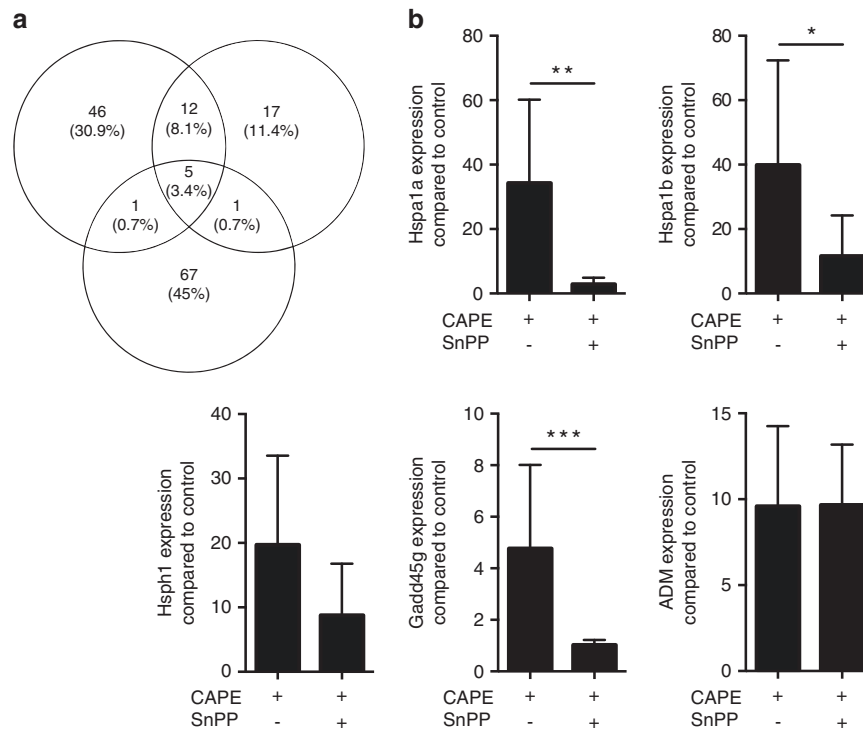 a
46
(30.9%)
12
(8.1%)
17
(11.4%)
5
(3.4%)
1
(0.7%)
1
(0.7%)
67
(45%)
b
Hspa1a expression
compared to control
80
60
40
20
0
**
CAPE + +
SnPP - +
Hspa1b expression
compared to control
80
60
40
20
0
*
CAPE + +
SnPP - +
Hsph1 expression
compared to control
40
30
20
10
0
CAPE + +
SnPP - +
Gadd45g expression
compared to control
10
8
6
4
2
0
***
CAPE + +
SnPP - +
ADM expression
compared to control
15
10
5
0
CAPE + +
SnPP - +